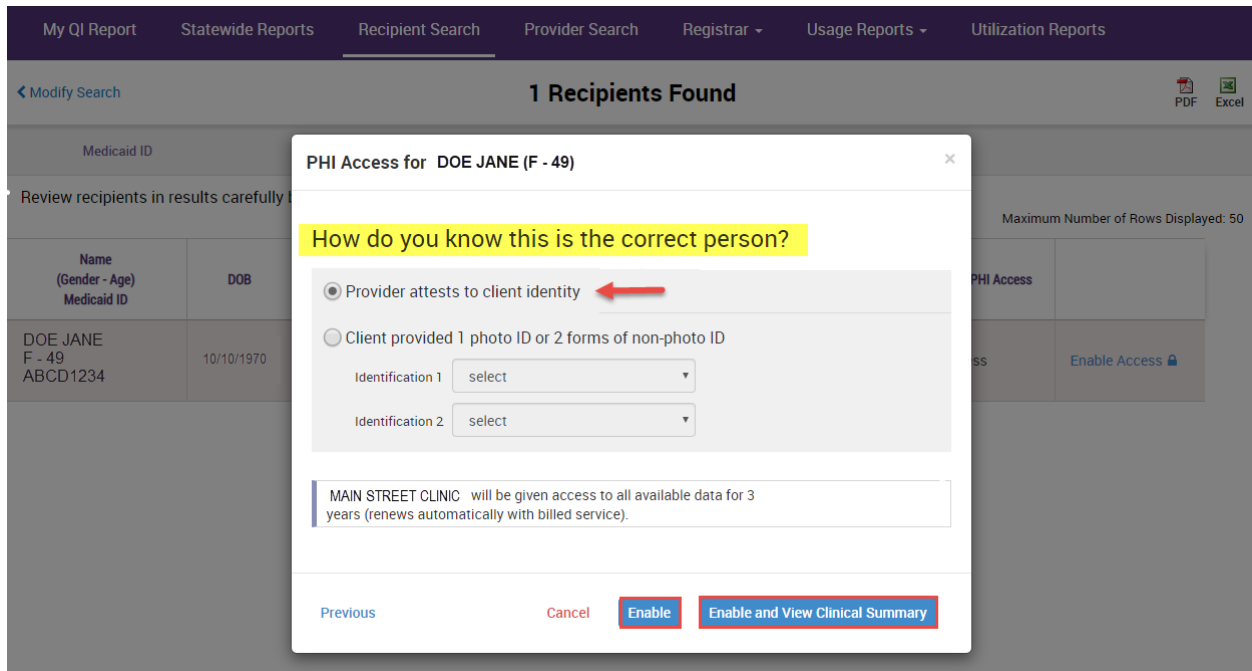 My QI Report Statewide Reports Recipient Search Provider Search Registrar Usage Reports Utilization Reports
Modify Search 1 Recipients Found PDF Excel
Medicaid ID
PHI Access for DOE JANE (F - 49) ×
Review recipients in results carefully
Maximum Number of Rows Displayed: 50
How do you know this is the correct person?
Name
(Gender - Age)
Medicaid ID
DOB
PHI Access
Provider attests to client identity
DOE JANE
F - 49
ABCD1234
10/10/1970
Enable Access
Client provided 1 photo ID or 2 forms of non-photo ID
Identification 1 select
Identification 2 select
MAIN STREET CLINIC will be given access to all available data for 3
years (renews automatically with billed service).
Previous Cancel Enable Enable and View Clinical Summary